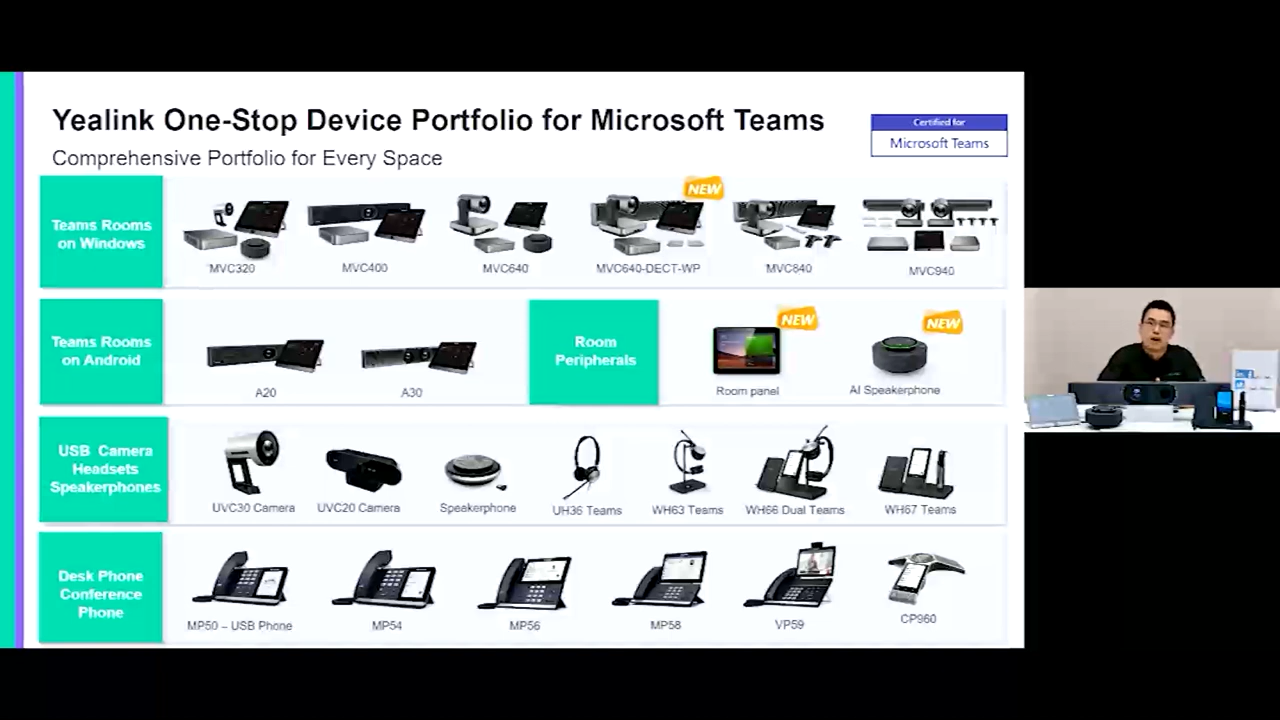 Yealink One-Stop Device Portfolio for Microsoft Teams
Comprehensive Portfolio for Every Space
Certified for
Microsoft Teams
Teams Rooms
on Windows
NEW
MVC320
MVC400
MVC640
MVC640-DECT-WP
MVC840
MVC940
Teams Rooms
on Android
A20
A30
Room
Peripherals
NEW
Room panel
NEW
AI Speakerphone
USB Camera
Headsets
Speakerphones
UVC30 Camera
UVC20 Camera
Speakerphone
UH36 Teams
WH63 Teams
WH66 Dual Teams
WH67 Teams
Desk Phone
Conference
Phone
MP50 – USB Phone
MP54
MP56
MP58
VP59
CP960